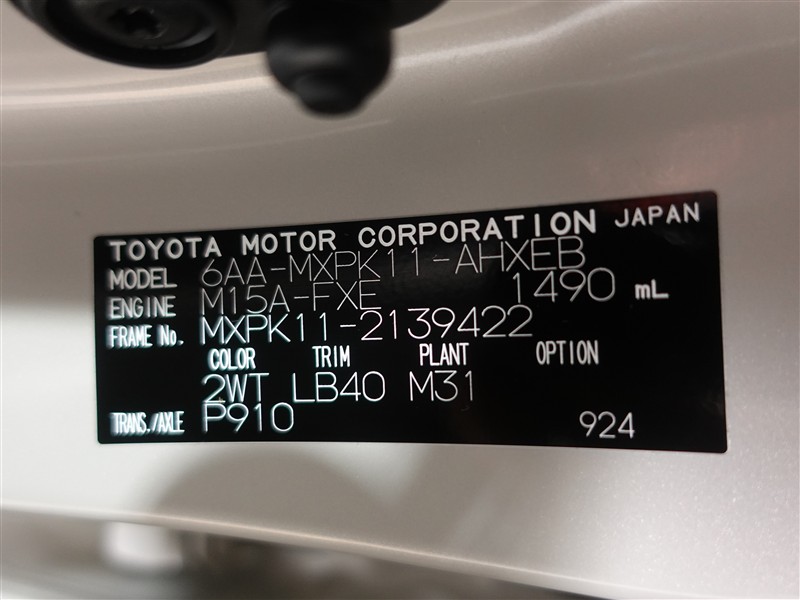 TOYOTA MOTOR CORPORATION JAPAN
MODEL 6AA-MXPK11-AHXEB
ENGINE M15A-FXE 1490 mL
FRAME No. MXPK11-2139422
COLOR TRIM PLANT OPTION
2WT LB40 M31
TRANS./AXLE P910 924